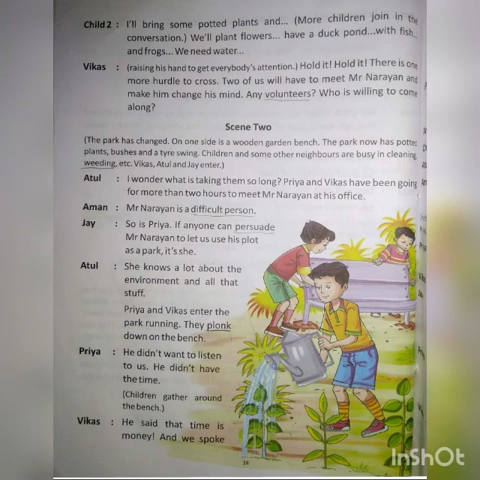 Child 2 : I'll bring some potted plants and... (More children join in the
conversation.) We'll plant flowers... have a duck pond...with fish...
and frogs... We need water...
Vikas : (raising his hand to get everybody's attention.) Hold it! Hold it! There is one
more hurdle to cross. Two of us will have to meet Mr Narayan and
make him change his mind. Any volunteers? Who is willing to come
along?
Scene Two
(The park has changed. On one side is a wooden garden bench. The park now has potted
plants, bushes and a tyre swing. Children and some other neighbours are busy in cleaning,
weeding, etc. Vikas, Atul and Jay enter.)
Atul : I wonder what is taking them so long? Priya and Vikas have been going
for more than two hours to meet Mr Narayan at his office.
Aman : Mr Narayan is a difficult person.
Jay : So is Priya. If anyone can persuade
Mr Narayan to let us use his plot
as a park, it's she.
Atul : She knows a lot about the
environment and all that
stuff.
Priya and Vikas enter the
park running. They plonk
down on the bench.
Priya : He didn't want to listen
to us. He didn't have
the time.
(Children gather around
the bench.)
Vikas : He said that time is
money! And we spoke
InShOt